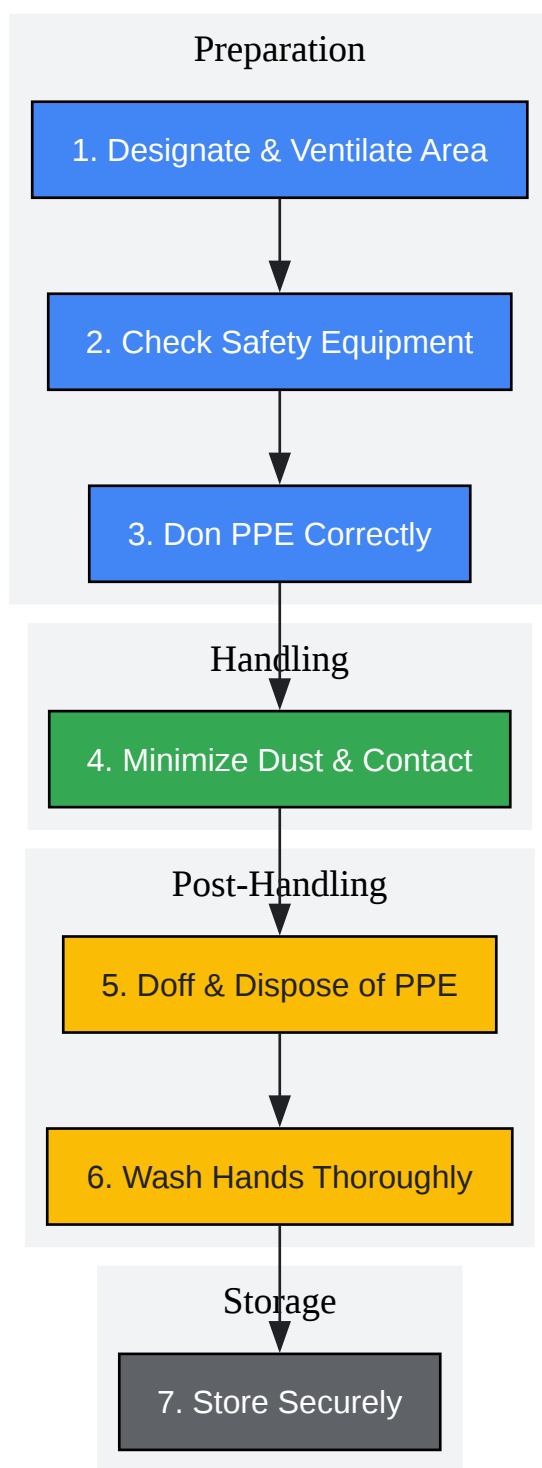 Preparation
1. Designate & Ventilate Area
2. Check Safety Equipment
3. Don PPE Correctly
Handling
4. Minimize Dust & Contact
Post-Handling
5. Doff & Dispose of PPE
6. Wash Hands Thoroughly
Storage
7. Store Securely